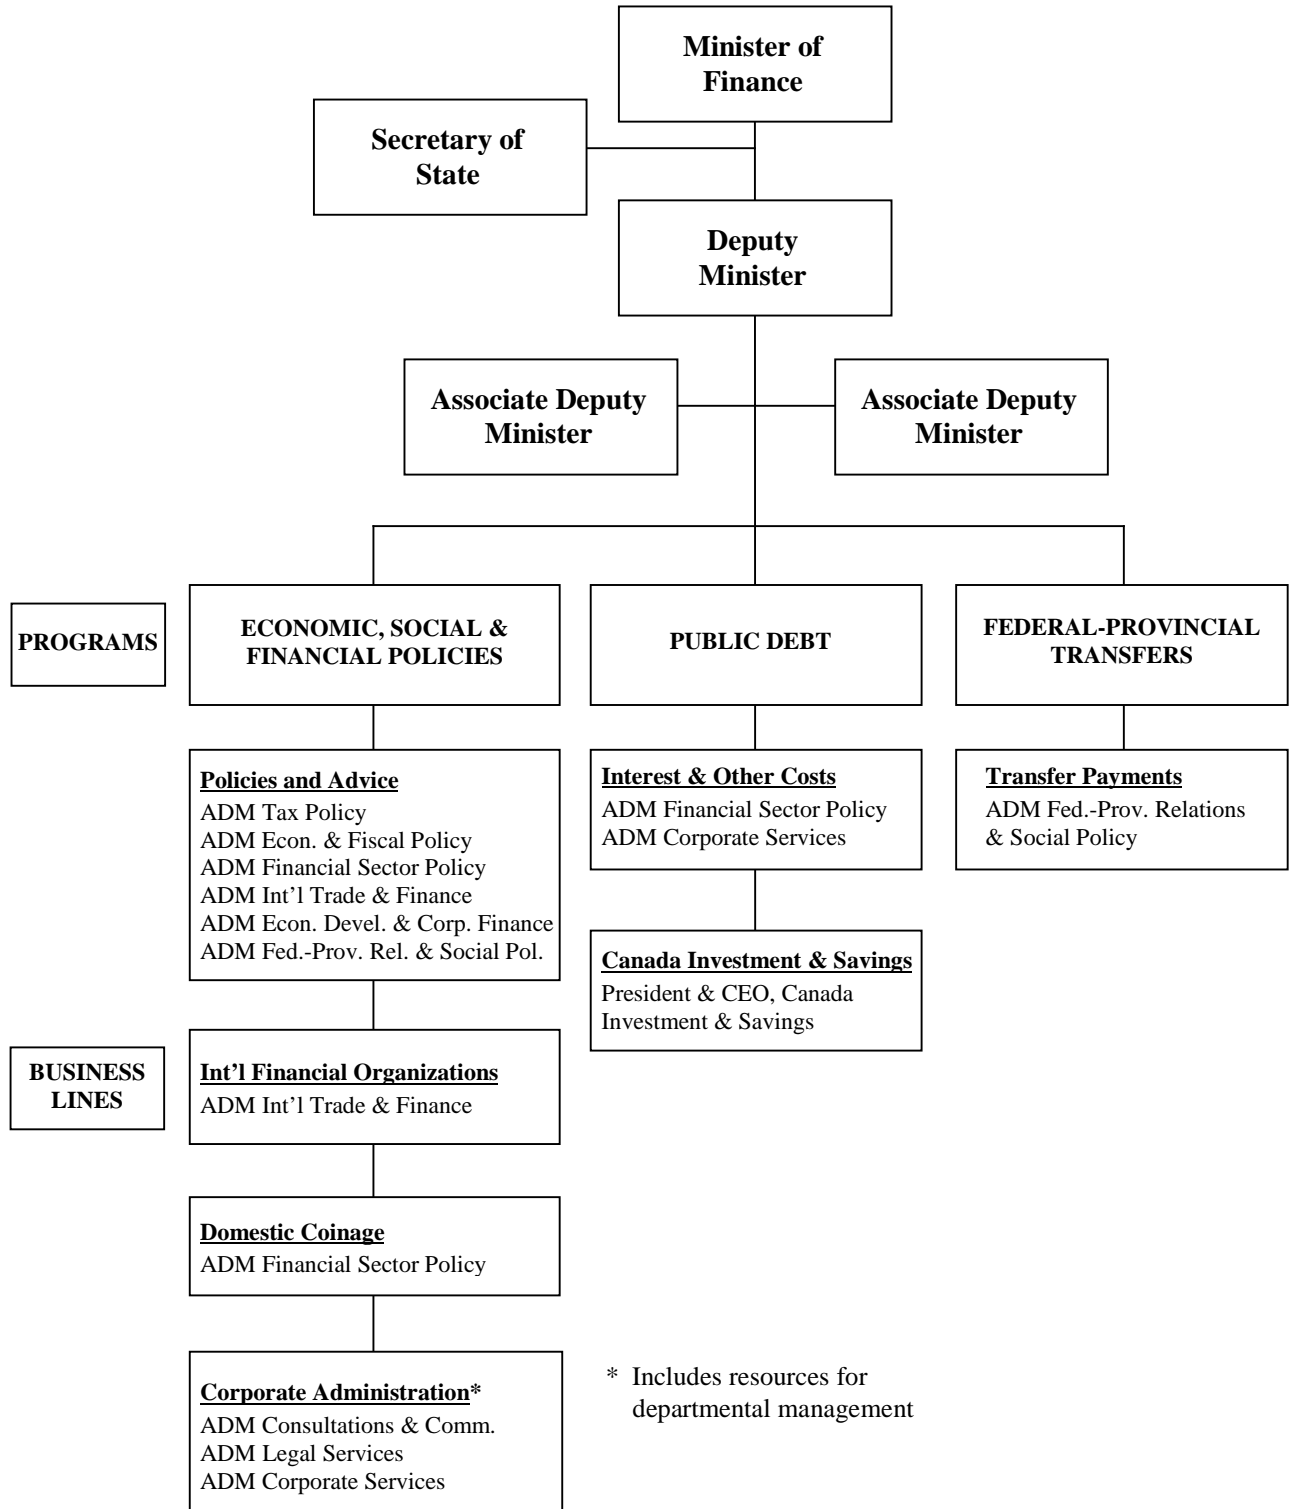 Minister of
Finance
Secretary of
State
Deputy
Minister
Associate Deputy
Minister
Associate Deputy
Minister
PROGRAMS
ECONOMIC, SOCIAL &
FINANCIAL POLICIES
PUBLIC DEBT
FEDERAL-PROVINCIAL
TRANSFERS
Policies and Advice
ADM Tax Policy
ADM Econ. & Fiscal Policy
ADM Financial Sector Policy
ADM Int’l Trade & Finance
ADM Econ. Devel. & Corp. Finance
ADM Fed.-Prov. Rel. & Social Pol.
Interest & Other Costs
ADM Financial Sector Policy
ADM Corporate Services
Transfer Payments
ADM Fed.-Prov. Relations
& Social Policy
Canada Investment & Savings
President & CEO, Canada
Investment & Savings
BUSINESS
LINES
Int’l Financial Organizations
ADM Int’l Trade & Finance
Domestic Coinage
ADM Financial Sector Policy
Corporate Administration*
ADM Consultations & Comm.
ADM Legal Services
ADM Corporate Services
* Includes resources for
departmental management